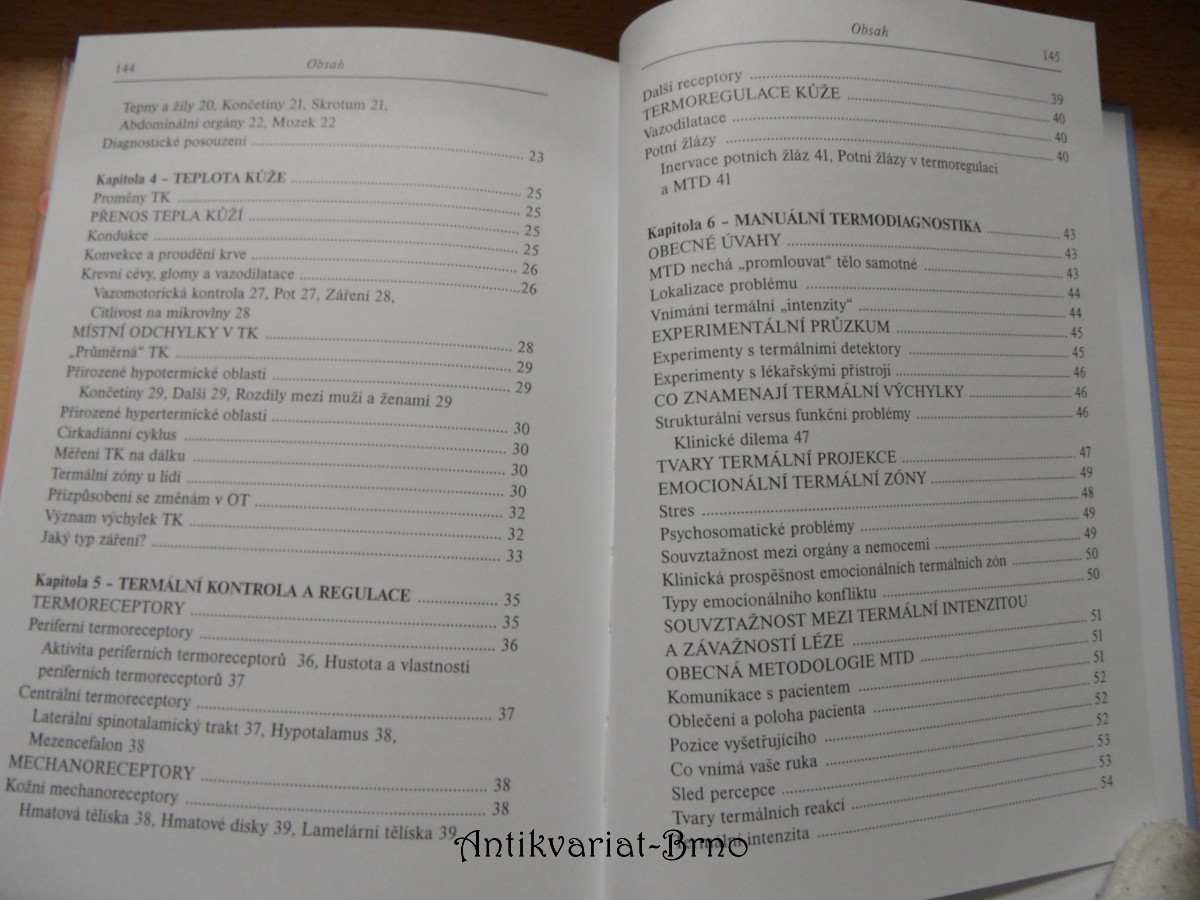 144
Obsah
Tepny a žíly 20, Končetiny 21, Skrotum 21,
Abdominální orgány 22, Mozek 22
Diagnostické posouzení ........ 23
Kapitola 4 – TEPLOTA KŮŽE ........ 25
Proměny TK ........ 25
PŘENOS TEPLA KŮŽÍ ........ 25
Kondukce ........ 25
Konvekce a proudění krve ........ 26
Krevní cévy, glomy a vazodilatace ........ 26
Vazomotorická kontrola 27, Pot 27, Záření 28,
Citlivost na mikrovlny 28
MÍSTNÍ ODCHYLKY V TK ........ 28
„Průměrná“ TK ........ 29
Přirozené hypotermické oblasti ........ 29
Končetiny 29, Další 29, Rozdíly mezi muži a ženami 29
Přirozené hypertermické oblasti ........ 30
Cirkadiánní cyklus ........ 30
Měření TK na dálku ........ 30
Termální zóny u lidí ........ 30
Přizpůsobení se změnám v OT ........ 32
Význam výchylek TK ........ 32
Jaký typ záření? ........ 33
Kapitola 5 – TERMÁLNÍ KONTROLA A REGULACE ........ 35
TERMORECEPTORY ........ 35
Periferní termoreceptory ........ 36
Aktivita periferních termoreceptorů 36, Hustota a vlastnosti
periferních termoreceptorů 37
Centrální termoreceptory ........ 37
Laterální spinotalamický trakt 37, Hypotalamus 38,
Mezencefalon 38
MECHANORECEPTORY ........ 38
Kožní mechanoreceptory ........ 38
Hmatová tělíska 38, Hmatové disky 39, Lamelární tělíska 39
Obsah
145
Další receptory ........ 39
TERMOREGULACE KŮŽE ........ 40
Vazodilatace ........ 40
Potní žlázy ........ 40
Inervace potních žláz 41, Potní žlázy v termoregulaci
a MTD 41
Kapitola 6 – MANUÁLNÍ TERMODIAGNOSTIKA ........ 43
OBECNÉ ÚVAHY ........ 43
MTD nechá „promlouvat“ tělo samotné ........ 43
Lokalizace problému ........ 44
Vnímání termální „intenzity“ ........ 44
EXPERIMENTÁLNÍ PRŮZKUM ........ 45
Experimenty s termálními detektory ........ 45
Experimenty s lékařskými přístroji ........ 46
CO ZNAMENAJÍ TERMÁLNÍ VÝCHYLKY ........ 46
Strukturální versus funkční problémy ........ 46
Klinické dilema 47
TVARY TERMÁLNÍ PROJEKCE ........ 47
EMOCIONÁLNÍ TERMÁLNÍ ZÓNY ........ 49
Stres ........ 48
Psychosomatické problémy ........ 49
Souvztažnost mezi orgány a nemocemi ........ 49
Klinická prospěšnost emocionálních termálních zón ........ 50
Typy emocionálního konfliktu ........ 50
SOUVZTAŽNOST MEZI TERMÁLNÍ INTENZITOU
A ZÁVAŽNOSTÍ LÉZE ........ 51
OBECNÁ METODOLOGIE MTD ........ 51
Komunikace s pacientem ........ 51
Oblečení a poloha pacienta ........ 52
Pozice vyšetřujícího ........ 52
Co vnímá vaše ruka ........ 52
Sled percepce ........ 53
Tvary termálních reakcí ........ 53
Termální intenzita ........ 54
Antikvariat-Brno